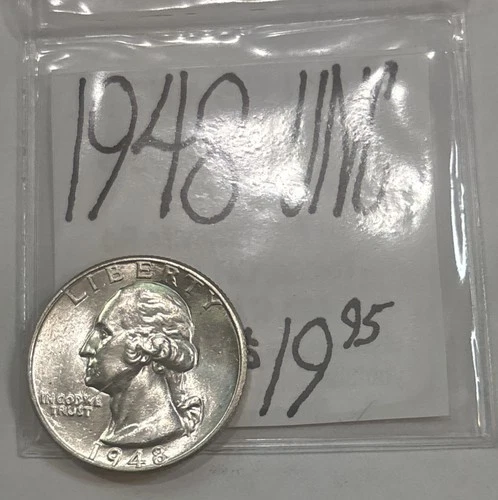 1948 UNC
$19 95
LIBERTY
IN GOD WE
TRUST
1948